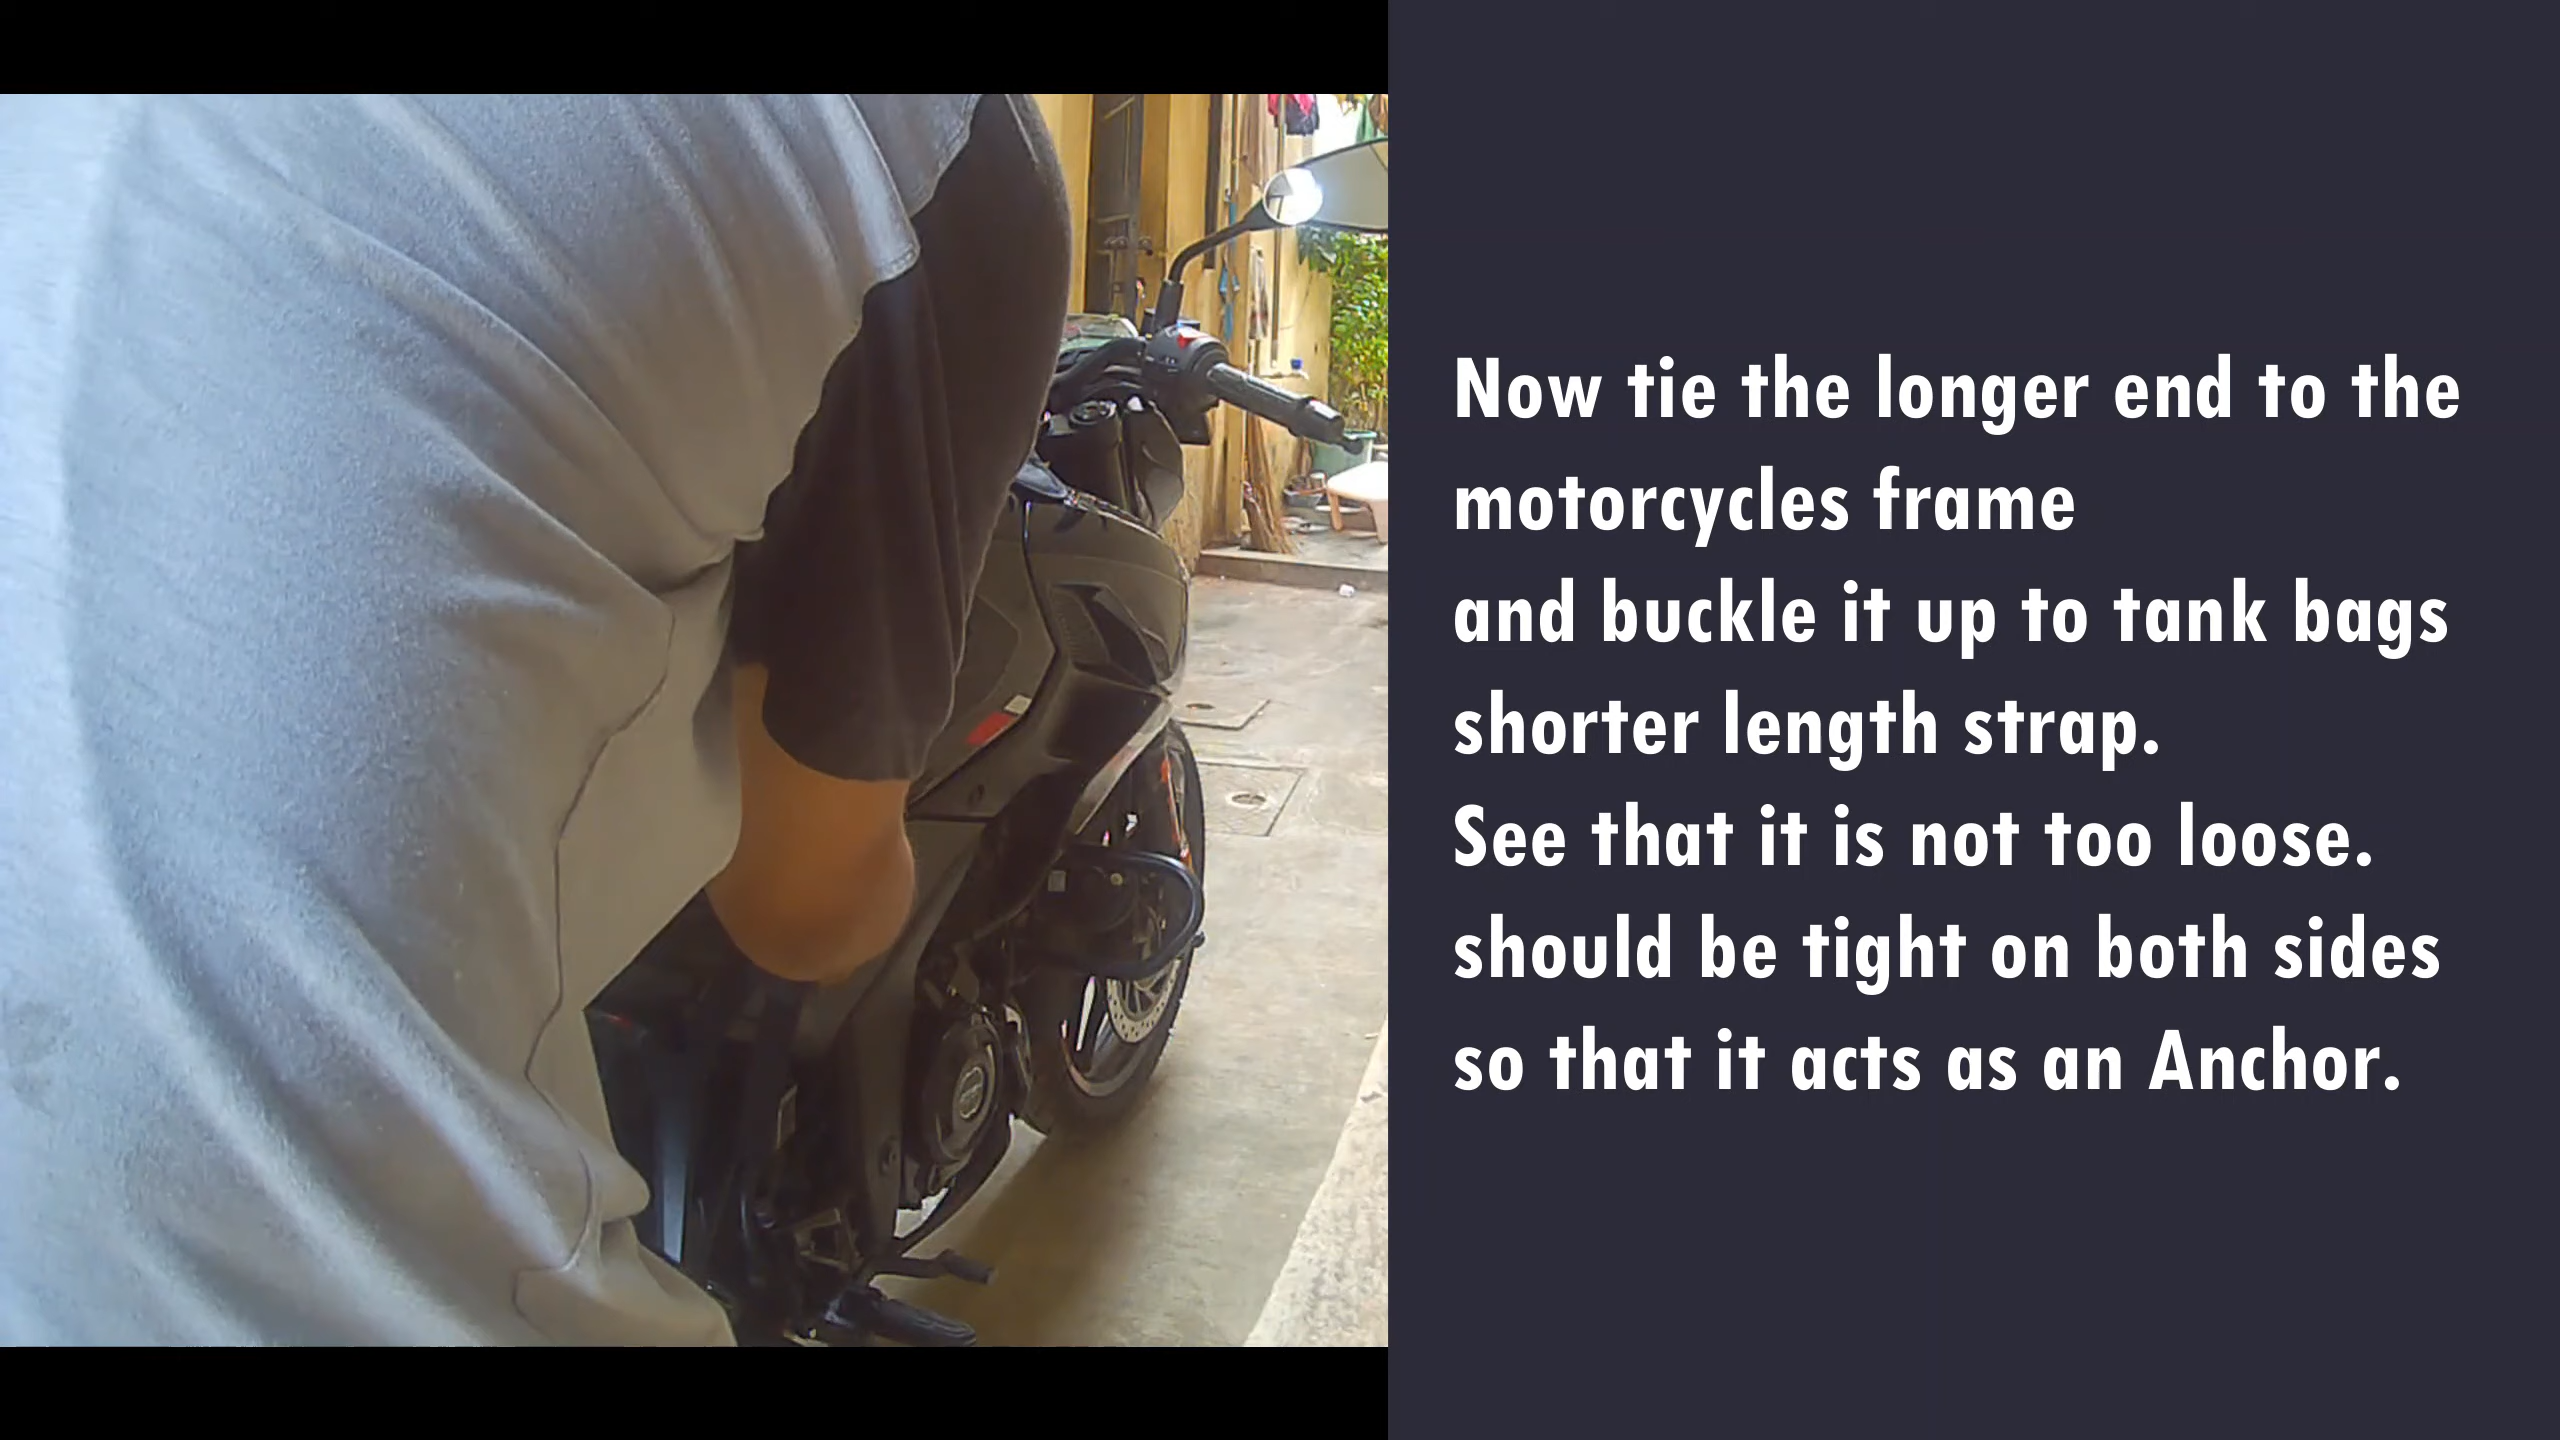 Now tie the longer end to the
motorcycles frame
and buckle it up to tank bags
shorter length strap.
See that it is not too loose.
should be tight on both sides
so that it acts as an Anchor.